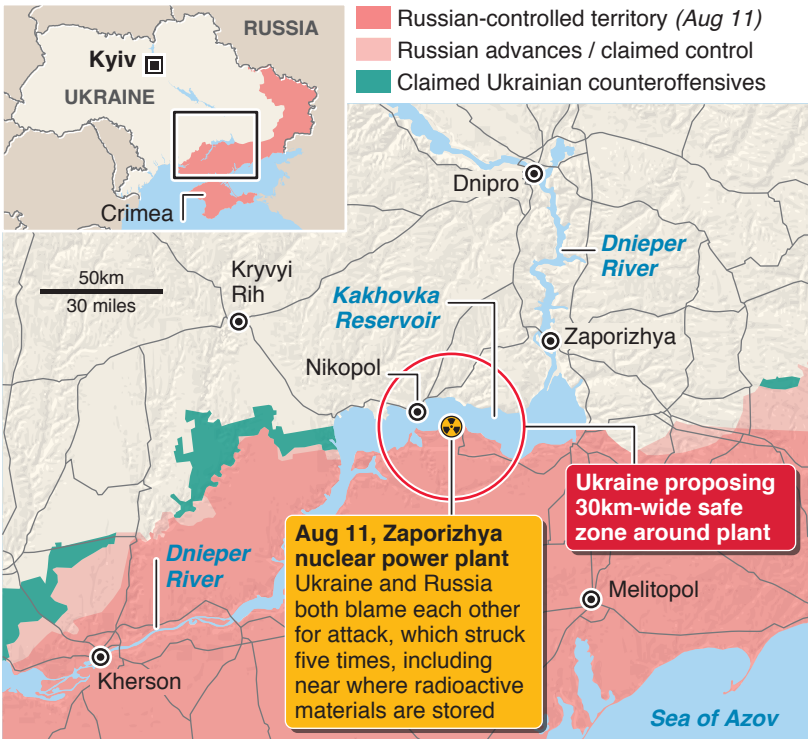 RUSSIA
Kyiv
UKRAINE
Crimea
Russian-controlled territory (Aug 11)
Russian advances / claimed control
Claimed Ukrainian counteroffensives
Dnipro
Dnieper
River
50km
30 miles
Kryvyi
Rih
Kakhovka
Reservoir
Zaporizhya
Nikopol
Ukraine proposing
30km-wide safe
zone around plant
Aug 11, Zaporizhya
nuclear power plant
Ukraine and Russia
both blame each other
for attack, which struck
five times, including
near where radioactive
materials are stored
Dnieper
River
Melitopol
Kherson
Sea of Azov